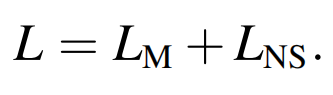 L = L_M + L_NS.